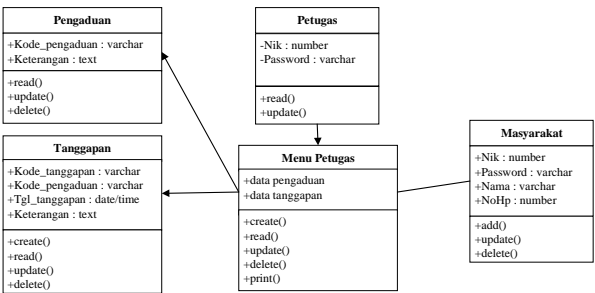 Pengaduan
+Kode_pengaduan : varchar
+Keterangan : text
+read()
+update()
+delete()
Petugas
-Nik : number
-Password : varchar
+read()
+update()
Tanggapan
+Kode_tanggapan : varchar
+Kode_pengaduan : varchar
+Tgl_tanggapan : date/time
+Keterangan : text
+create()
+read()
+update()
+delete()
Menu Petugas
+data pengaduan
+data tanggapan
+create()
+read()
+update()
+delete()
+print()
Masyarakat
+Nik : number
+Password : varchar
+Nama : varchar
+NoHp : number
+add()
+update()
+delete()